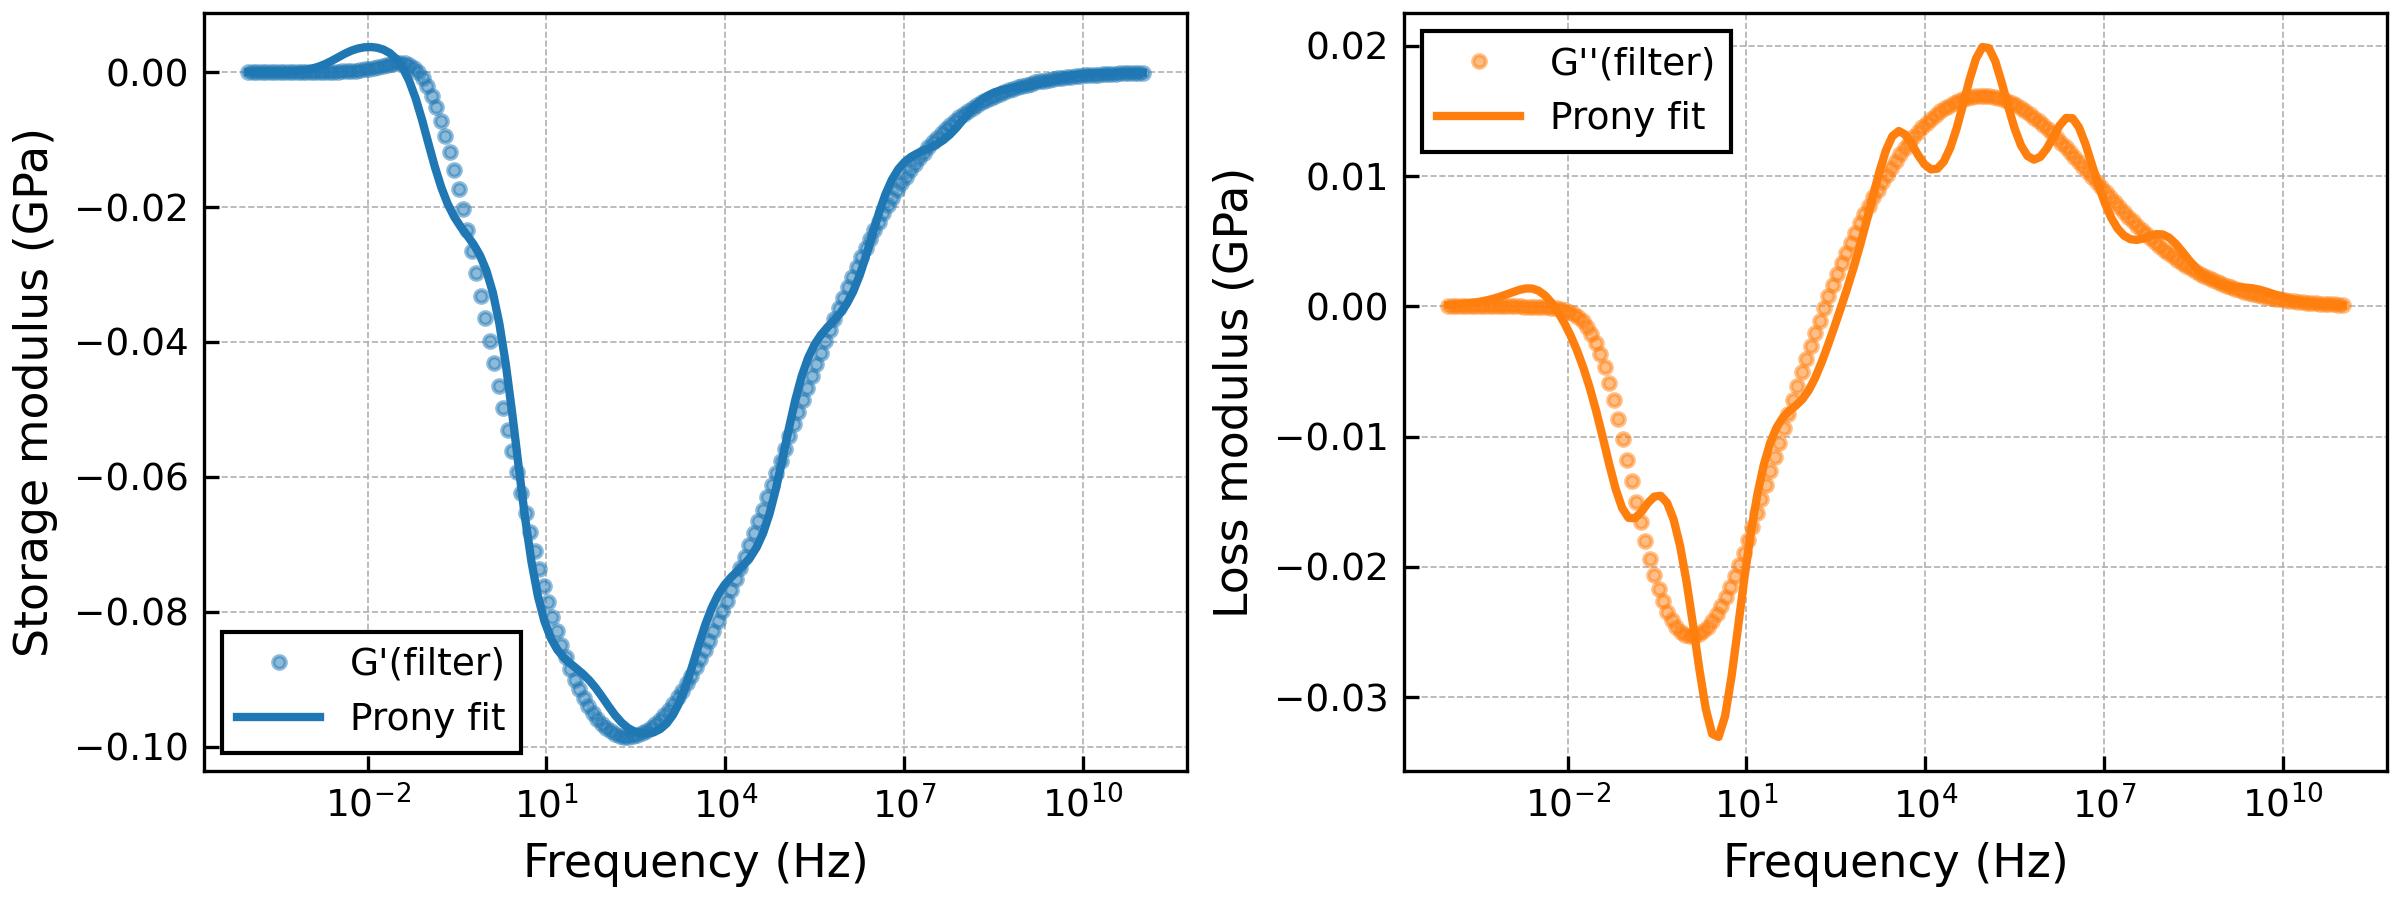 Storage modulus (GPa)
0.00
−0.02
−0.04
−0.06
−0.08
−0.10
G'(filter)
Prony fit
10⁻² 10¹ 10⁴ 10⁷ 10¹⁰
Frequency (Hz)
Loss modulus (GPa)
0.02
0.01
0.00
−0.01
−0.02
−0.03
G''(filter)
Prony fit
10⁻² 10¹ 10⁴ 10⁷ 10¹⁰
Frequency (Hz)